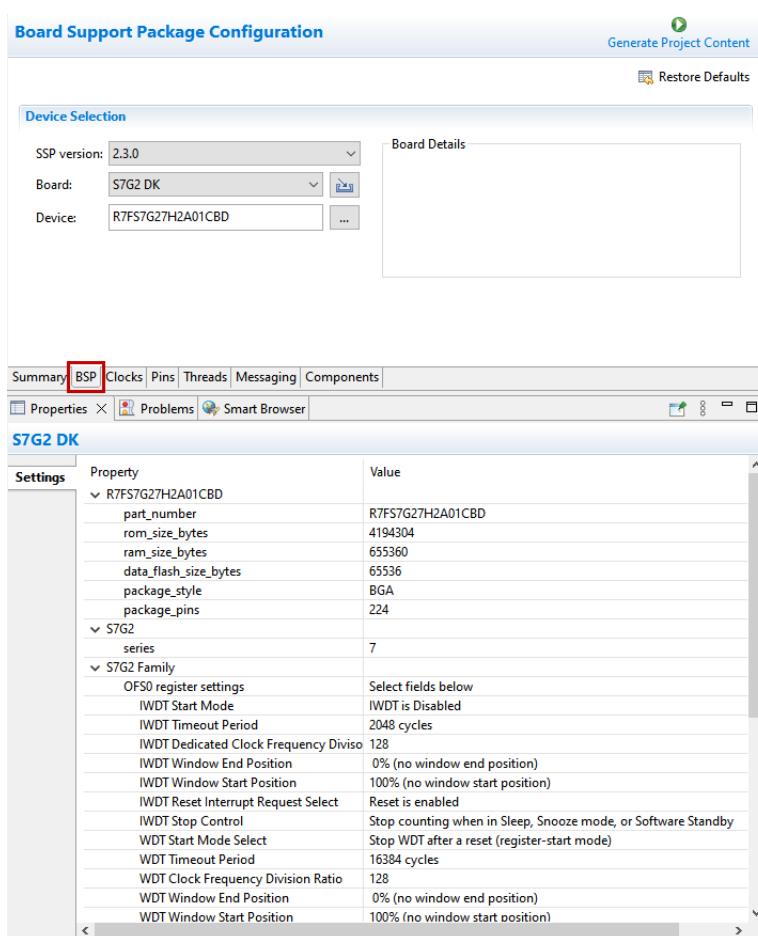 Board Support Package Configuration
Generate Project Content
Restore Defaults
Device Selection
SSP version: 2.3.0
Board Details
Board: S7G2 DK
Device: R7FS7G27H2A01CBD ...
Summary BSP Clocks Pins Threads Messaging Components
Properties Problems Smart Browser
S7G2 DK
Settings
Property Value
R7FS7G27H2A01CBD
part_number R7FS7G27H2A01CBD
rom_size_bytes 4194304
ram_size_bytes 655360
data_flash_size_bytes 65536
package_style BGA
package_pins 224
S7G2
series 7
S7G2 Family
OFS0 register settings Select fields below
IWDT Start Mode IWDT is Disabled
IWDT Timeout Period 2048 cycles
IWDT Dedicated Clock Frequency Diviso 128
IWDT Window End Position 0% (no window end position)
IWDT Window Start Position 100% (no window start position)
IWDT Reset Interrupt Request Select Reset is enabled
IWDT Stop Control Stop counting when in Sleep, Snooze mode, or Software Standby
WDT Start Mode Select Stop WDT after a reset (register-start mode)
WDT Timeout Period 16384 cycles
WDT Clock Frequency Division Ratio 128
WDT Window End Position 0% (no window end position)
WDT Window Start Position 100% (no window start position)